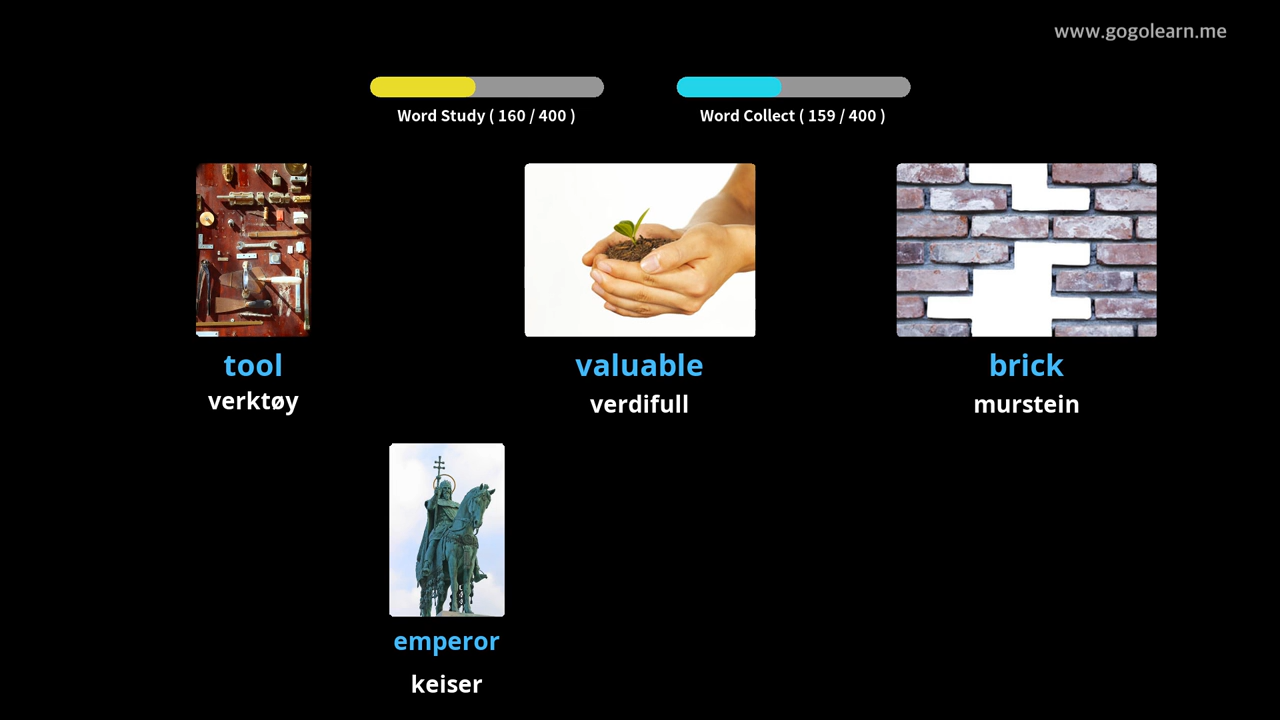 www.gogolearn.me
Word Study ( 160 / 400 )
Word Collect ( 159 / 400 )
tool
verktøy
valuable
verdifull
brick
murstein
emperor
keiser